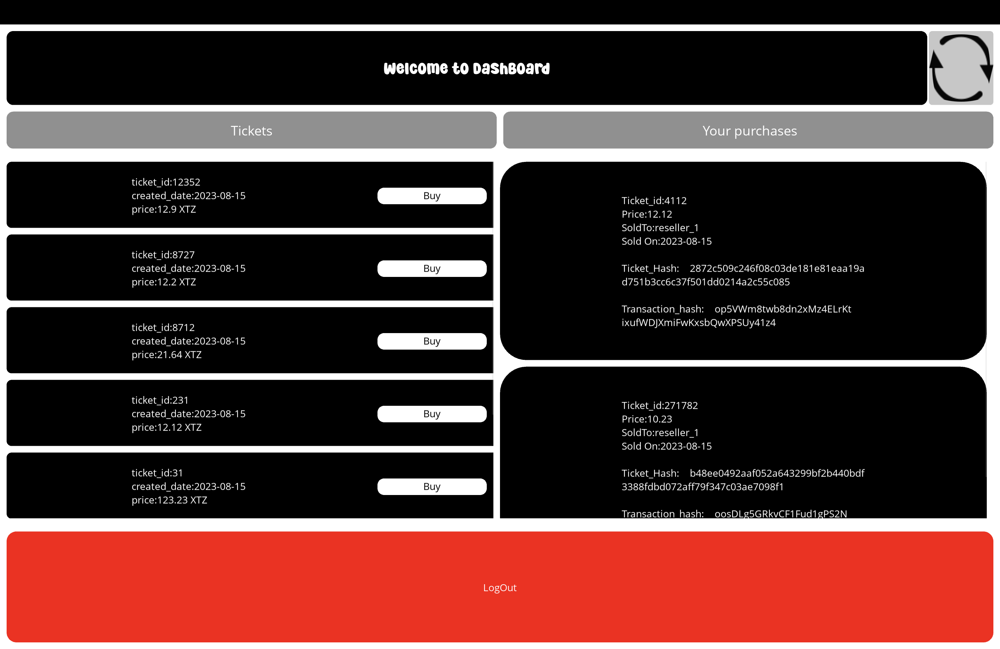 Welcome to DashBoard
Tickets
Your purchases
ticket_id:12352
created_date:2023-08-15
price:12.9 XTZ
Buy
ticket_id:8727
created_date:2023-08-15
price:12.2 XTZ
Buy
ticket_id:8712
created_date:2023-08-15
price:21.64 XTZ
Buy
ticket_id:231
created_date:2023-08-15
price:12.12 XTZ
Buy
ticket_id:31
created_date:2023-08-15
price:123.23 XTZ
Buy
Ticket_id:4112
Price:12.12
SoldTo:reseller_1
Sold On:2023-08-15
Ticket_Hash: 2872c509c246f08c03de181e81eaa19a
d751b3cc6c37f501dd0214a2c55c085
Transaction_hash: op5VWm8twb8dn2xMz4ELrKt
ixufWDJXmiFwKxsbQwXPSUy41z4
Ticket_id:271782
Price:10.23
SoldTo:reseller_1
Sold On:2023-08-15
Ticket_Hash: b48ee0492aaf052a643299bf2b440bdf
3388fdbd072aff79f347c03ae7098f1
Transaction_hash: oosDLg5GRkvCF1Fud1gPS2N
LogOut